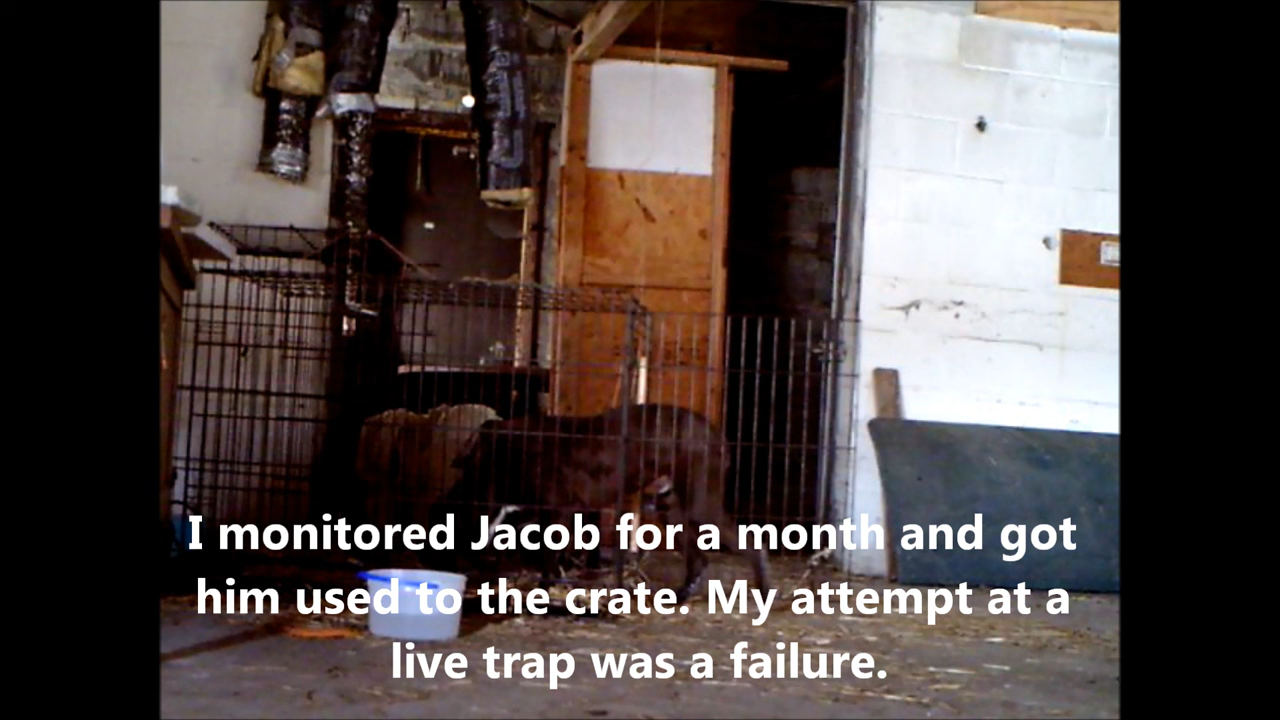 I monitored Jacob for a month and got
him used to the crate. My attempt at a
live trap was a failure.